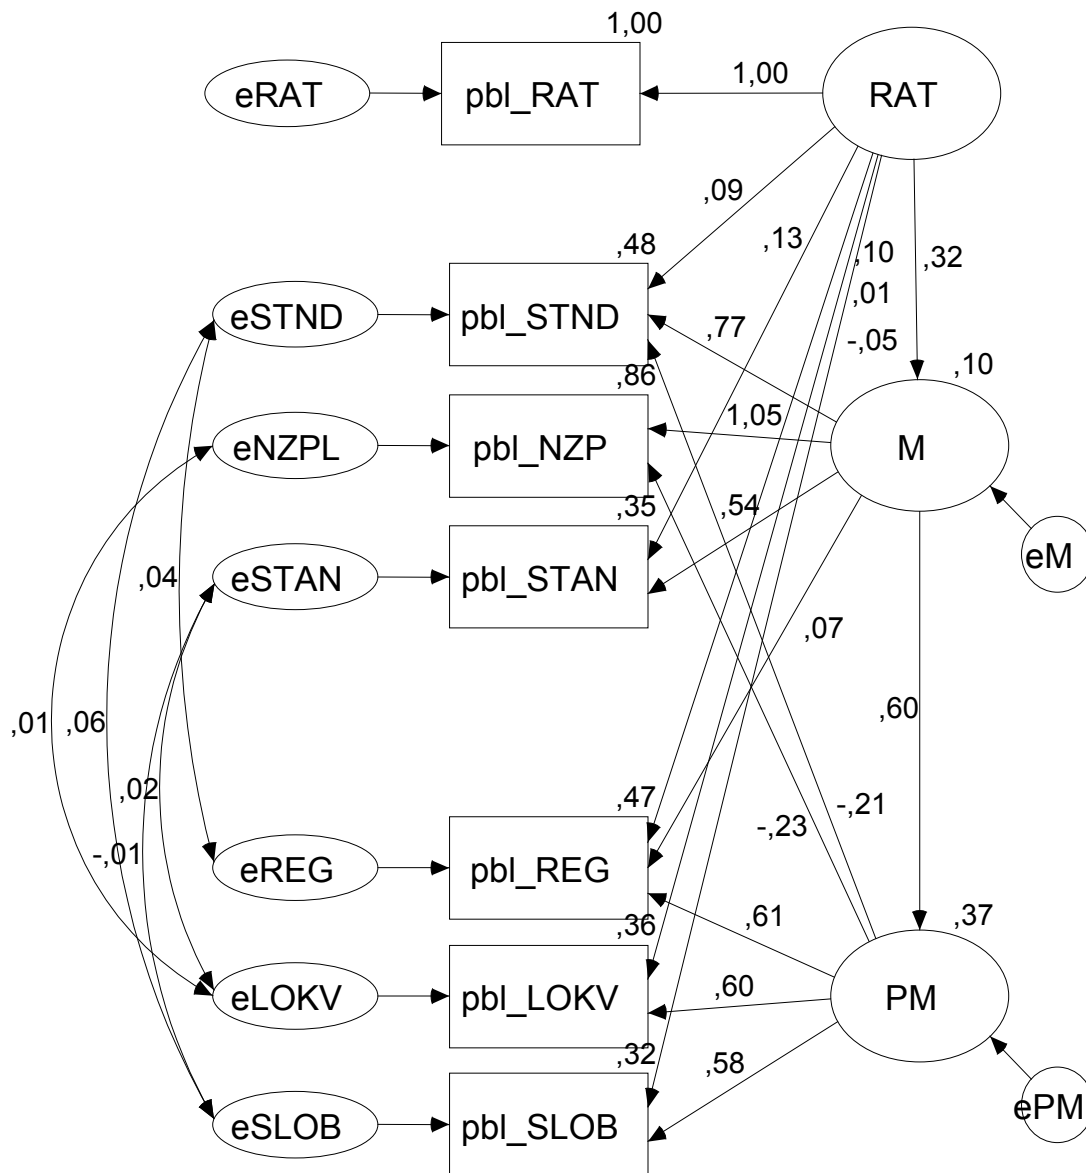 1,00
eRAT
pbl_RAT
1,00
RAT
,09
,13
,10
,32
,48
,01
eSTND
pbl_STND
,77
-,05
,86
,10
1,05
eNZPL
pbl_NZP
M
,35
,54
eSTAN
pbl_STAN
eM
,04
,07
,01
,06
,60
,02
,47
-,23
-,21
-,01
eREG
pbl_REG
,61
,36
,37
eLOKV
pbl_LOKV
,60
PM
,32
,58
eSLOB
pbl_SLOB
ePM